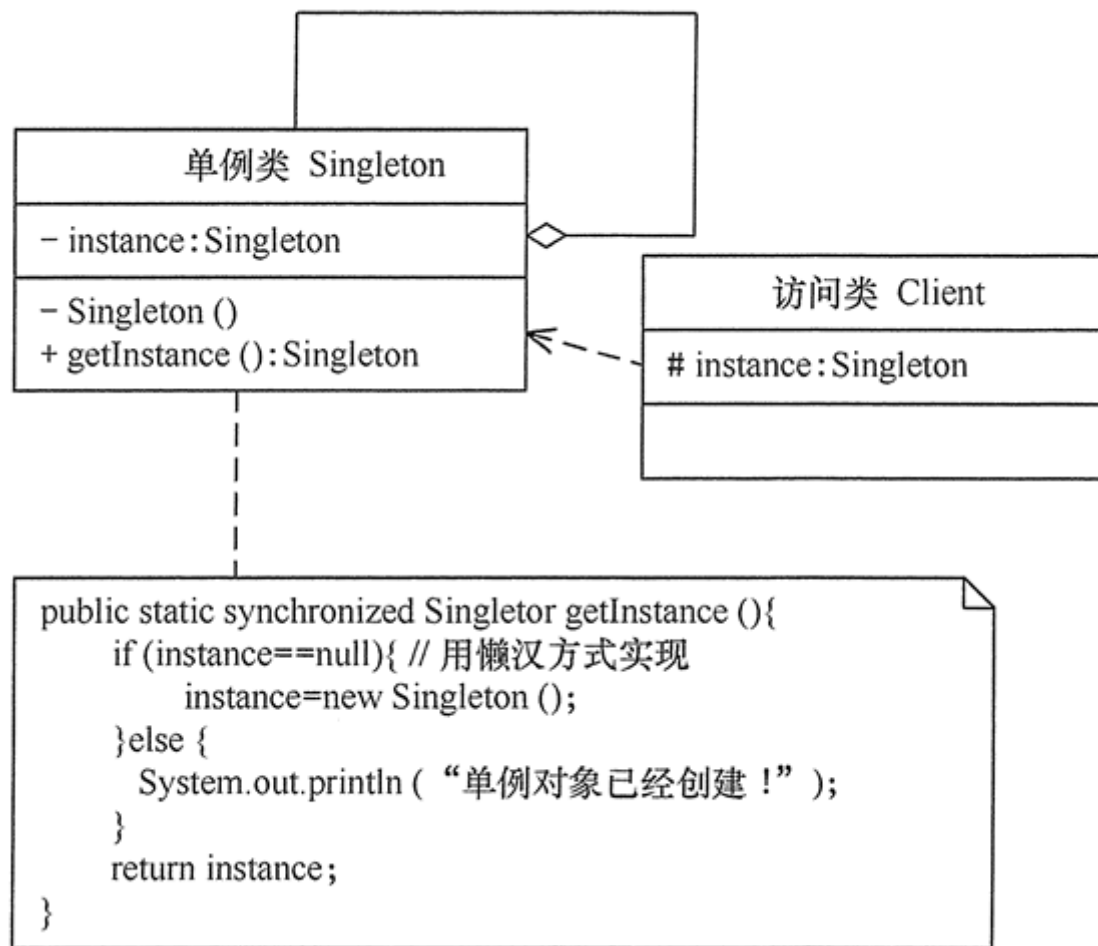 单例类 Singleton
– instance:Singleton
– Singleton ()
+ getInstance ():Singleton
访问类 Client
# instance:Singleton
public static synchronized Singletor getInstance (){
if (instance==null){ // 用懒汉方式实现
instance=new Singleton ();
}else {
System.out.println ( “单例对象已经创建 !” );
}
return instance;
}